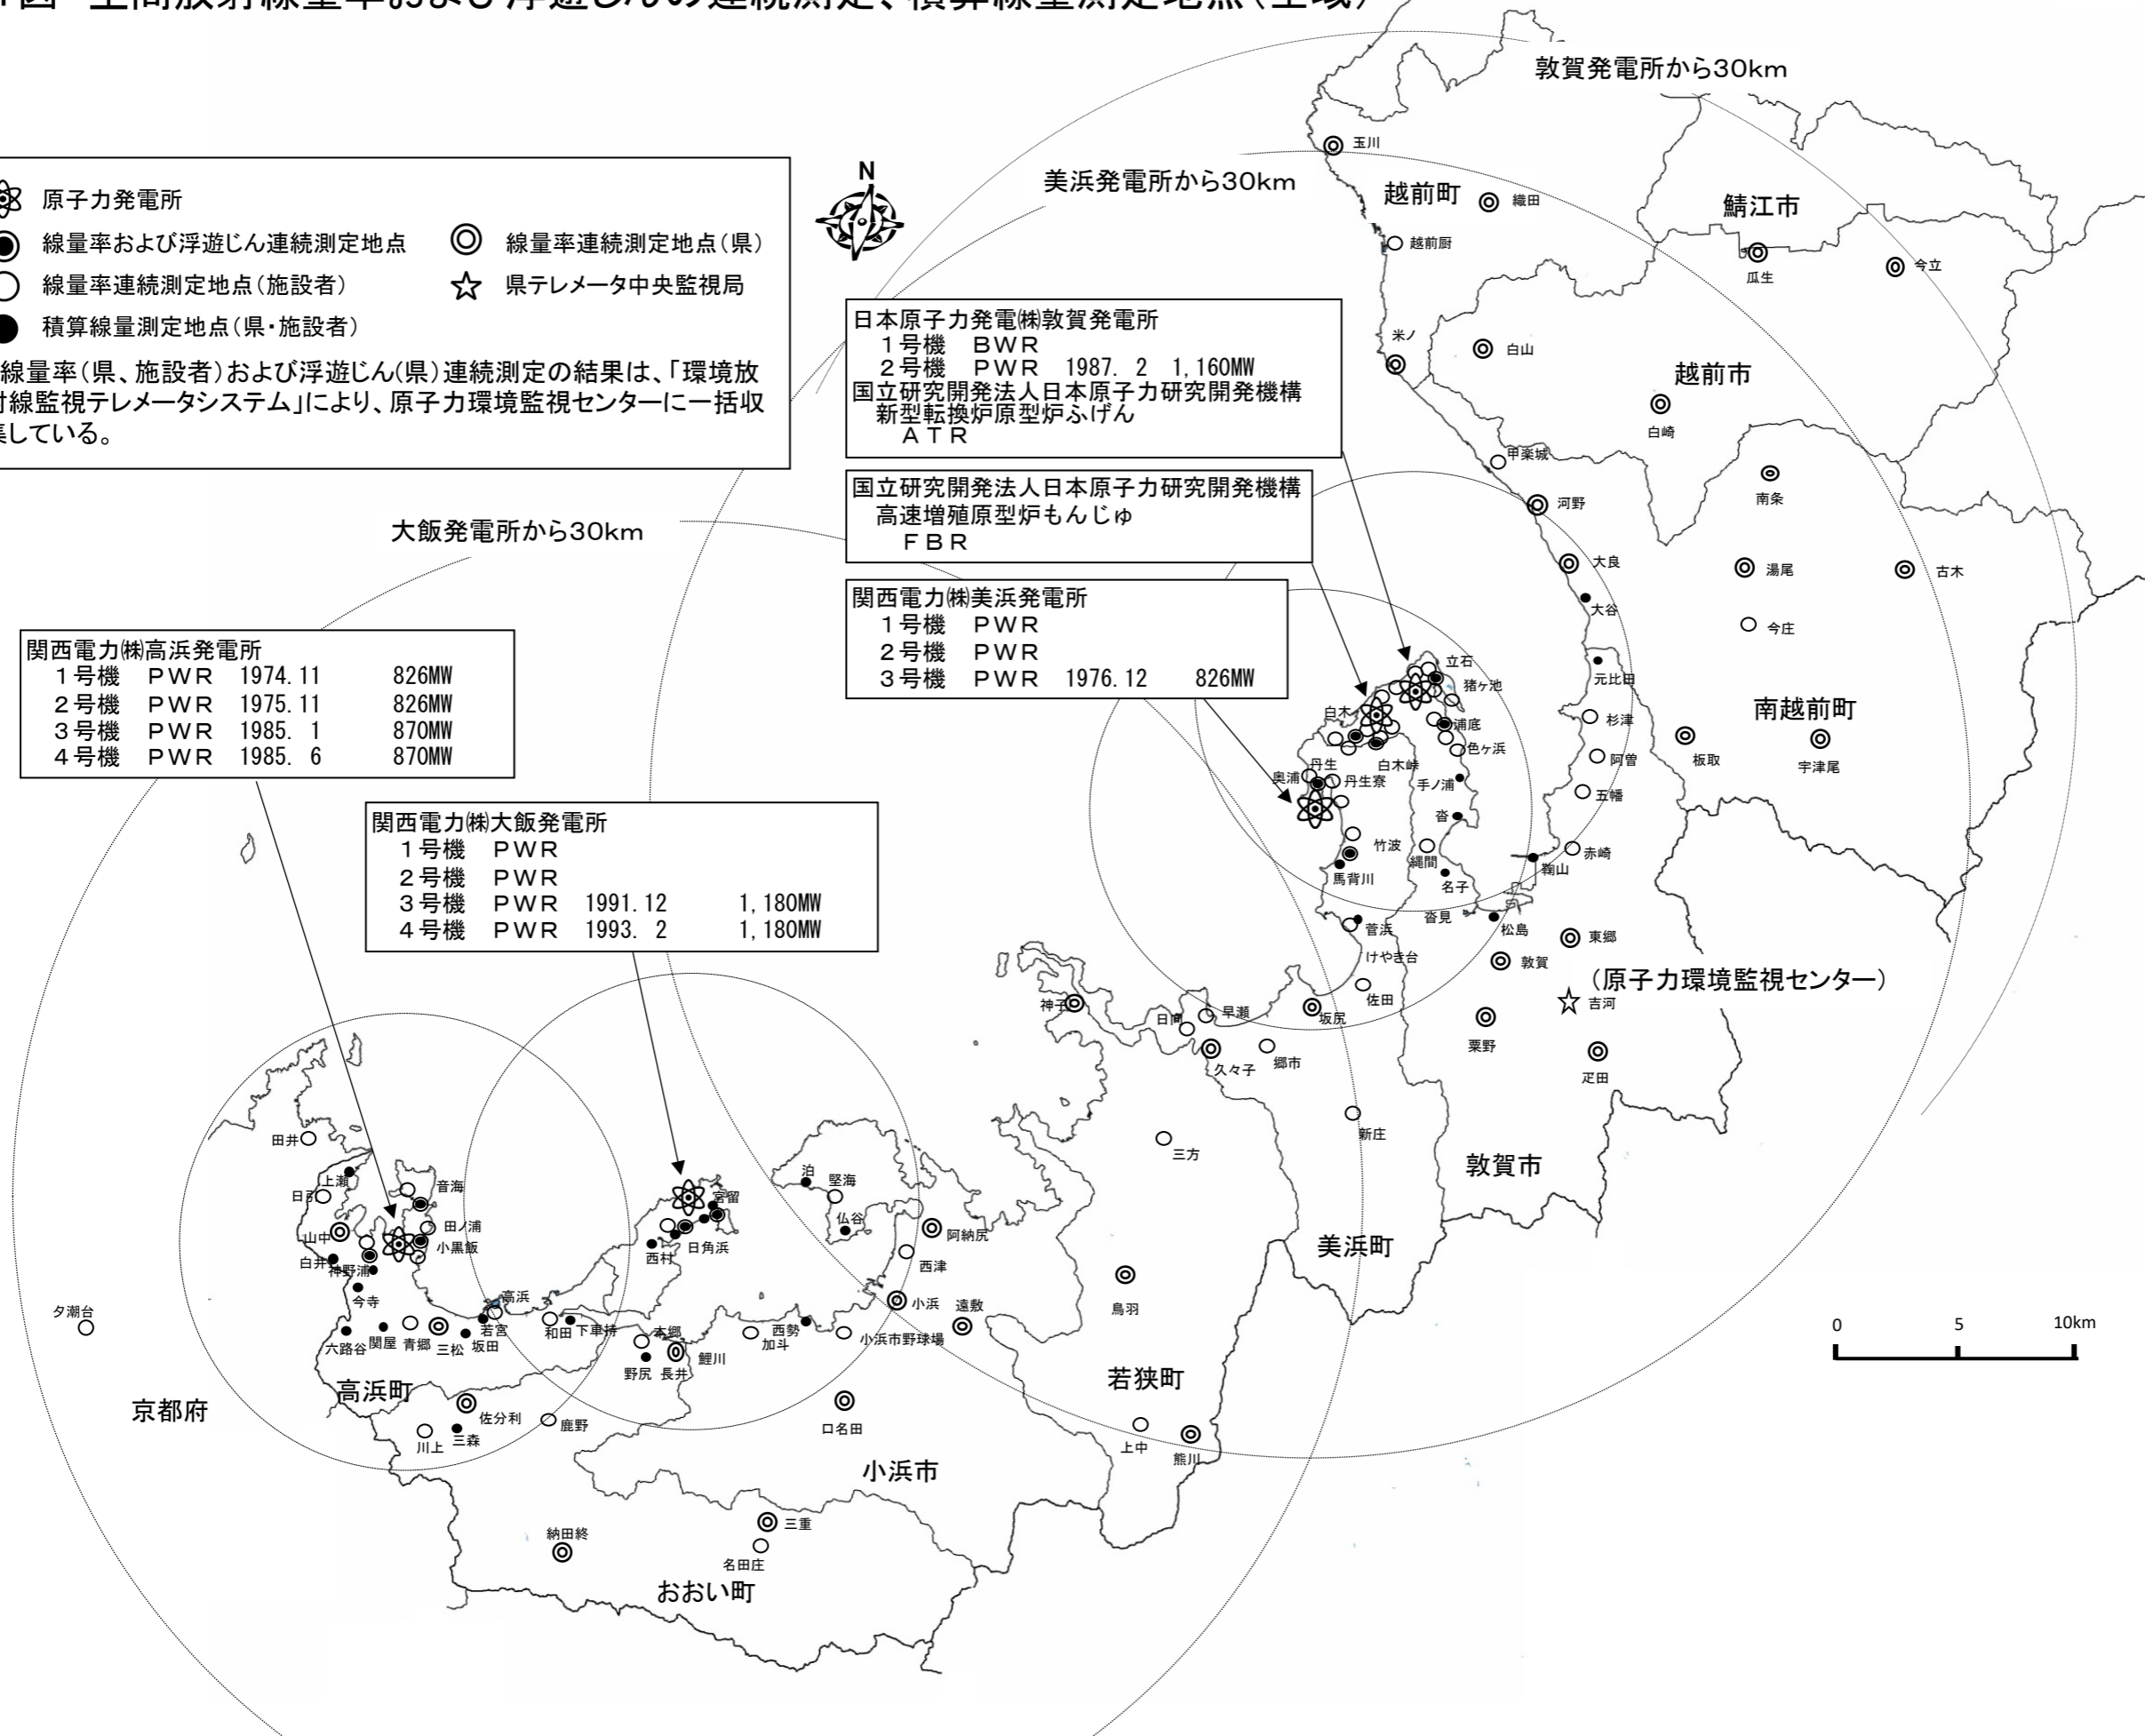 図 空間放射線量率および浮遊じんの連続測定、積算線量測定地点(全域)
敦賀発電所から30km
美浜発電所から30km
大飯発電所から30km
N
原子力発電所
線量率および浮遊じん連続測定地点
線量率連続測定地点(県)
線量率連続測定地点(施設者)
県テレメータ中央監視局
積算線量測定地点(県・施設者)
線量率(県、施設者)および浮遊じん(県)連続測定の結果は、「環境放
射線監視テレメータシステム」により、原子力環境監視センターに一括収
集している。
日本原子力発電㈱敦賀発電所
1号機 BWR
2号機 PWR 1987. 2 1,160MW
国立研究開発法人日本原子力研究開発機構
新型転換炉原型炉ふげん
ATR
国立研究開発法人日本原子力研究開発機構
高速増殖原型炉もんじゅ
FBR
関西電力㈱美浜発電所
1号機 PWR
2号機 PWR
3号機 PWR 1976.12 826MW
関西電力㈱高浜発電所
1号機 PWR 1974.11 826MW
2号機 PWR 1975.11 826MW
3号機 PWR 1985. 1 870MW
4号機 PWR 1985. 6 870MW
関西電力㈱大飯発電所
1号機 PWR
2号機 PWR
3号機 PWR 1991.12 1,180MW
4号機 PWR 1993. 2 1,180MW
玉川
越前町
織田
鯖江市
越前厨
瓜生
今立
米ノ
白山
越前市
白崎
甲楽城
南条
河野
大良
湯尾
古木
大谷
今庄
立石
元比田
猪ヶ池
白木
浦底
杉津
南越前町
色ヶ浜
板取
宇津尾
阿曽
丹生
白木峠
奥浦
丹生寮
手ノ浦
五幡
沓
竹波
縄間
赤崎
馬背川
名子
鞠山
沓見
松島
菅浜
東郷
けやき台
敦賀
(原子力環境監視センター)
佐田
吉河
神子
日向
早瀬
坂尻
粟野
久々子
郷市
疋田
新庄
三方
敦賀市
田井
上瀬
日引
音海
泊
堅海
宮留
山中
田ノ浦
小黒飯
仏谷
阿納尻
日角浜
西村
白井
神野浦
西津
美浜町
今寺
高浜
小浜
遠敷
鳥羽
夕潮台
若宮
和田
下車持
本郷
西勢
小浜市野球場
六路谷
関屋
青郷
三松
坂田
加斗
野尻
長井
鯉川
0
5
10km
高浜町
若狭町
京都府
佐分利
鹿野
口名田
川上
三森
上中
熊川
小浜市
納田終
三重
名田庄
おおい町